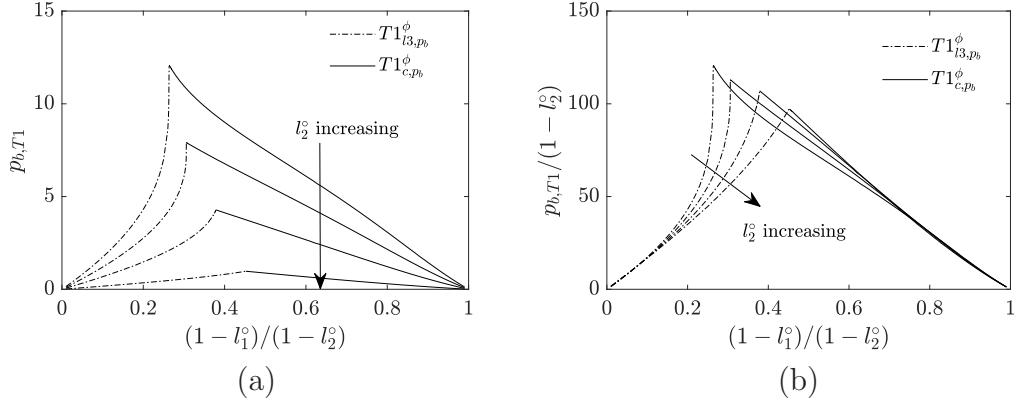 15
10
5
0
p_{b,T1}
T1^ϕ_{l3,p_b}
T1^ϕ_{c,p_b}
l_2^° increasing
0 0.2 0.4 0.6 0.8 1
(1 − l_1^°)/(1 − l_2^°)
(a)
150
100
50
0
p_{b,T1}/(1 − l_2^°)
T1^ϕ_{l3,p_b}
T1^ϕ_{c,p_b}
l_2^° increasing
0 0.2 0.4 0.6 0.8 1
(1 − l_1^°)/(1 − l_2^°)
(b)